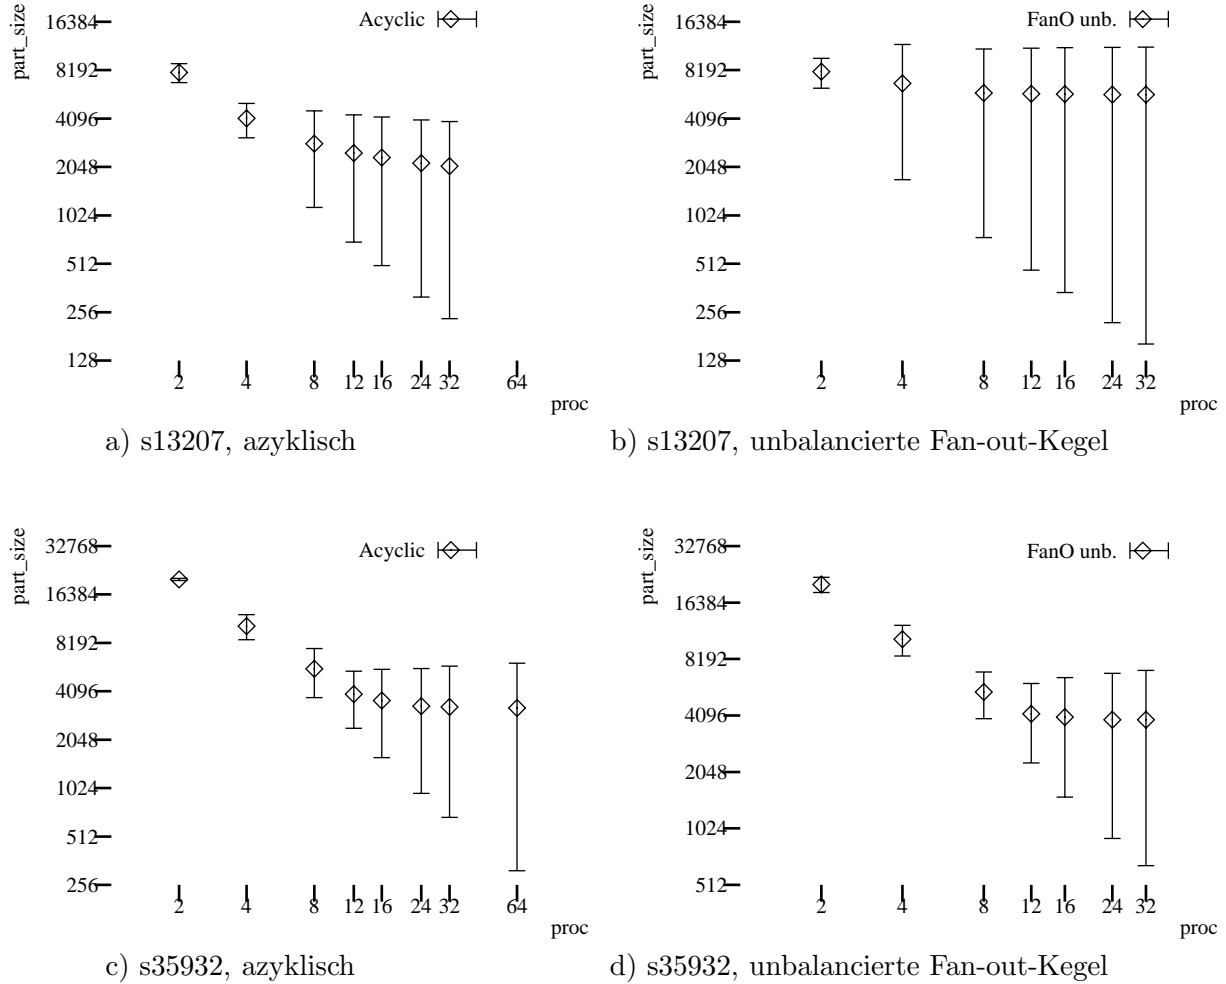 part_size
16384
8192
4096
2048
1024
512
256
128
Acyclic
2 4 8 12 16 24 32 64
proc
a) s13207, azyklisch
part_size
16384
8192
4096
2048
1024
512
256
128
FanO unb.
2 4 8 12 16 24 32
proc
b) s13207, unbalancierte Fan-out-Kegel
part_size
32768
16384
8192
4096
2048
1024
512
256
Acyclic
2 4 8 12 16 24 32 64
proc
c) s35932, azyklisch
part_size
32768
16384
8192
4096
2048
1024
512
FanO unb.
2 4 8 12 16 24 32
proc
d) s35932, unbalancierte Fan-out-Kegel